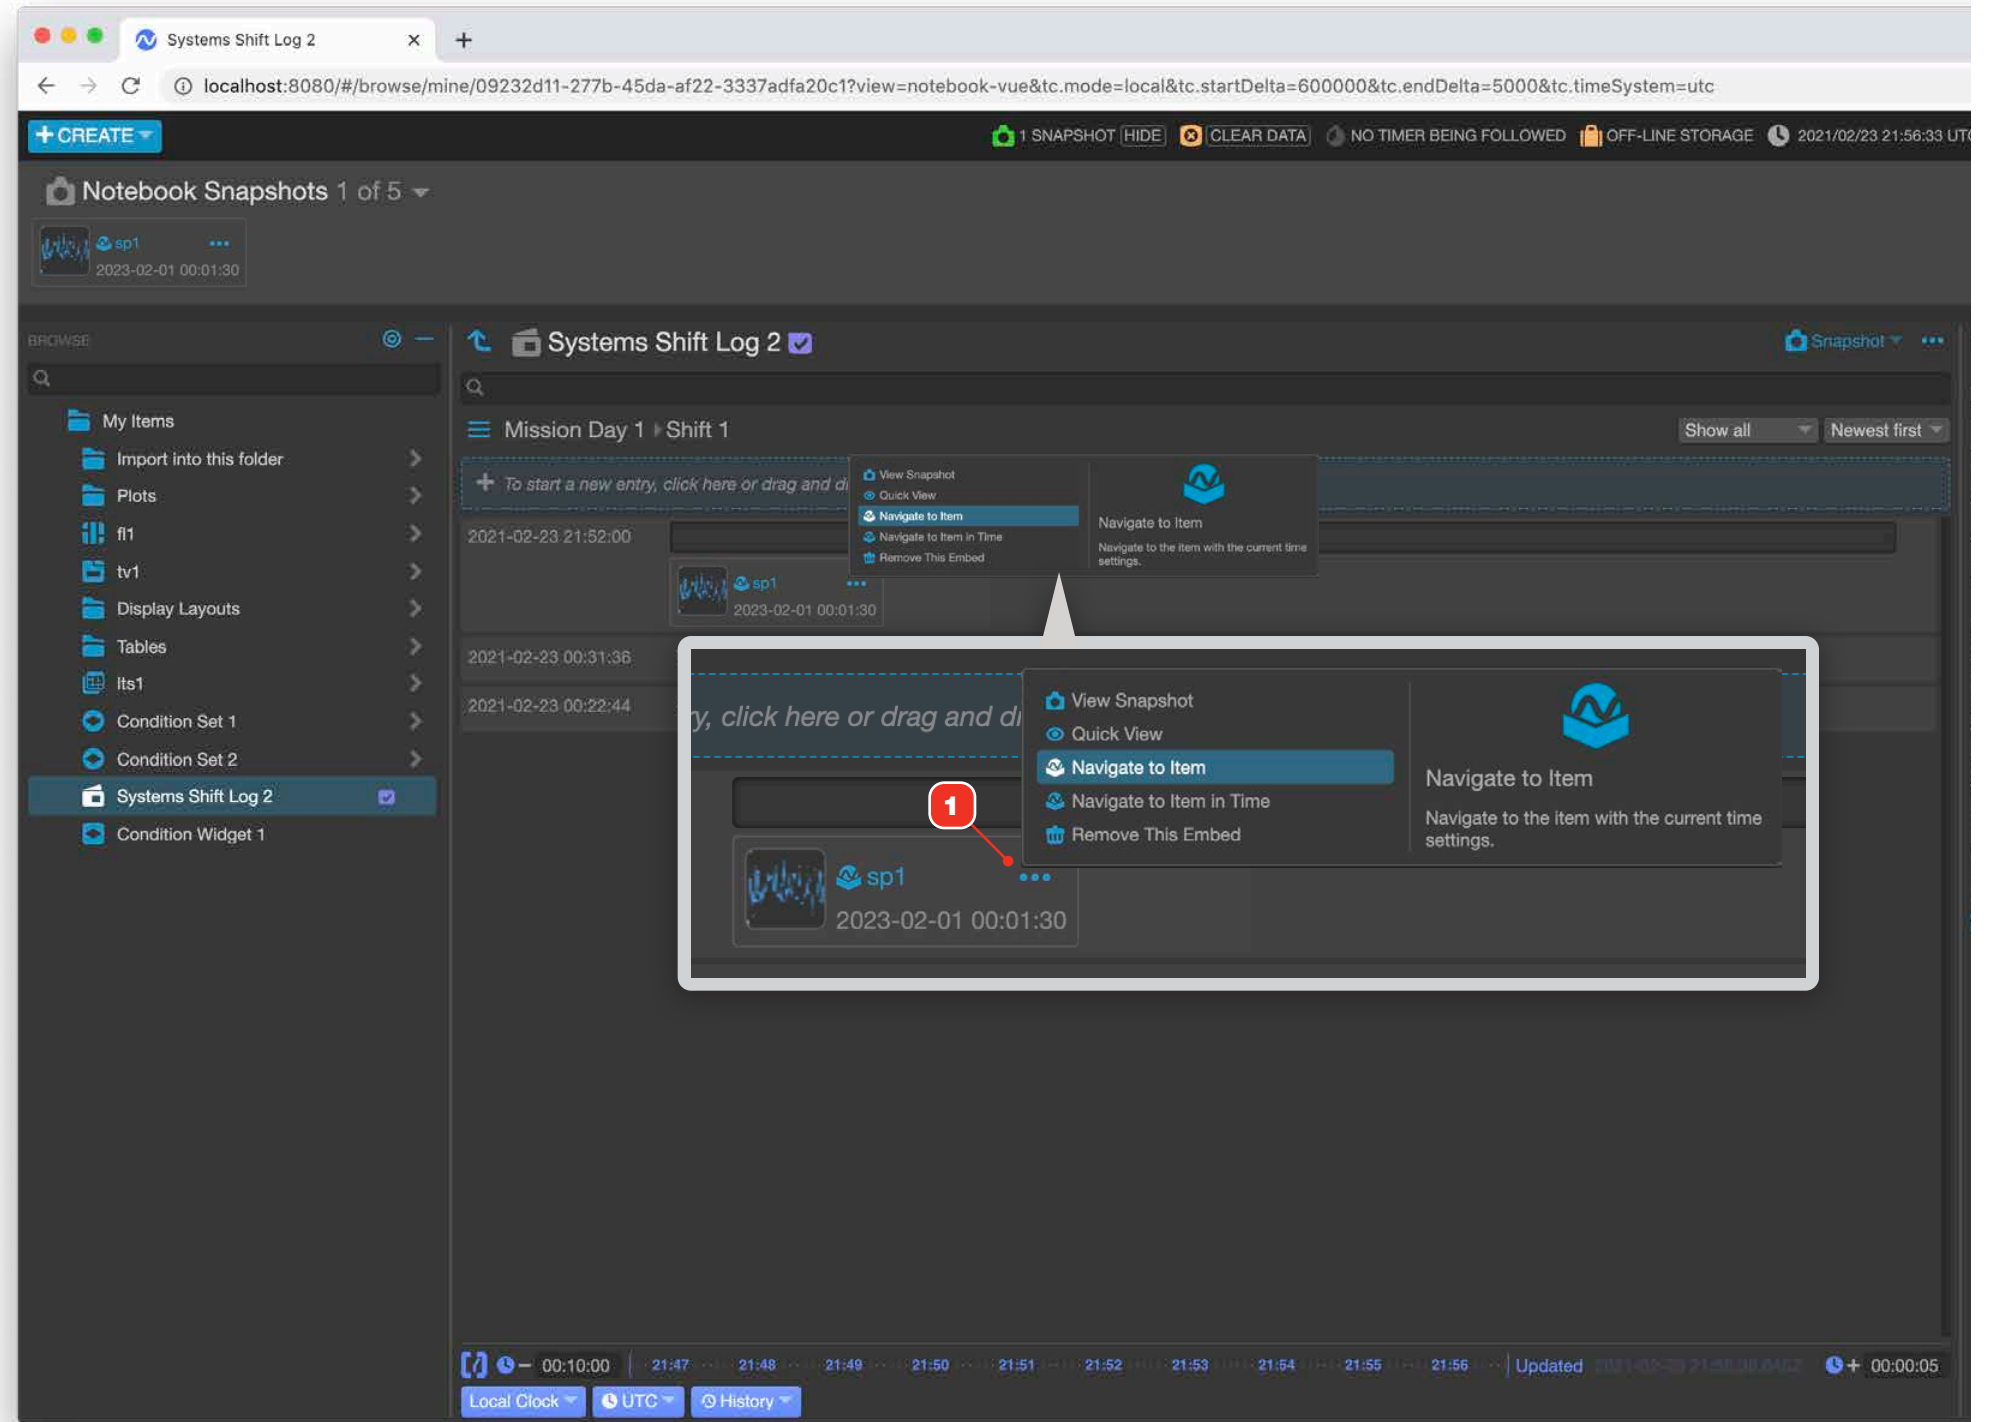 Systems Shift Log 2
localhost:8080/#/browse/mine/09232d11-277b-45da-af22-3337adfa20c1?view=notebook-vue&tc.mode=local&tc.startDelta=600000&tc.endDelta=5000&tc.timeSystem=utc
+ CREATE
1 SNAPSHOT HIDE CLEAR DATA NO TIMER BEING FOLLOWED OFF-LINE STORAGE 2021/02/23 21:56:33 UTC
Notebook Snapshots 1 of 5
sp1
2023-02-01 00:01:30
BROWSE
My Items
Import into this folder
Plots
fl1
tv1
Display Layouts
Tables
lts1
Condition Set 1
Condition Set 2
Systems Shift Log 2
Condition Widget 1
Systems Shift Log 2
Snapshot
Mission Day 1 Shift 1
Show all
Newest first
+ To start a new entry, click here or drag and d
View Snapshot
Quick View
Navigate to Item
Navigate to Item in Time
Remove This Embed
Navigate to Item
Navigate to the item with the current time
settings.
2021-02-23 21:52:00
sp1
2023-02-01 00:01:30
2021-02-23 00:31:36
2021-02-23 00:22:44
y, click here or drag and d
View Snapshot
Quick View
Navigate to Item
Navigate to Item in Time
Remove This Embed
Navigate to Item
Navigate to the item with the current time
settings.
1
sp1
2023-02-01 00:01:30
− 00:10:00 21:47 21:48 21:49 21:50 21:51 21:52 21:53 21:54 21:55 21:56 Updated + 00:00:05
Local Clock UTC History